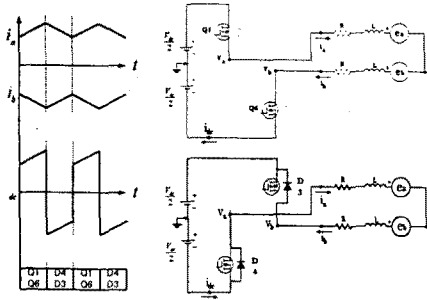 i_a
t
i_b
t
dc
Q1 D4 Q1 D4
Q6 D3 Q6 D3
V_dc/2
Q1
V_a
i_a
R
L
e_a
V_b
i_b
R
L
V_dc/2
Q6
i_dc
V_dc/2
D
3
V_a
i_a
R
L
e_a
V_b
i_b
R
L
e_b
V_dc/2
D
4
i_dc